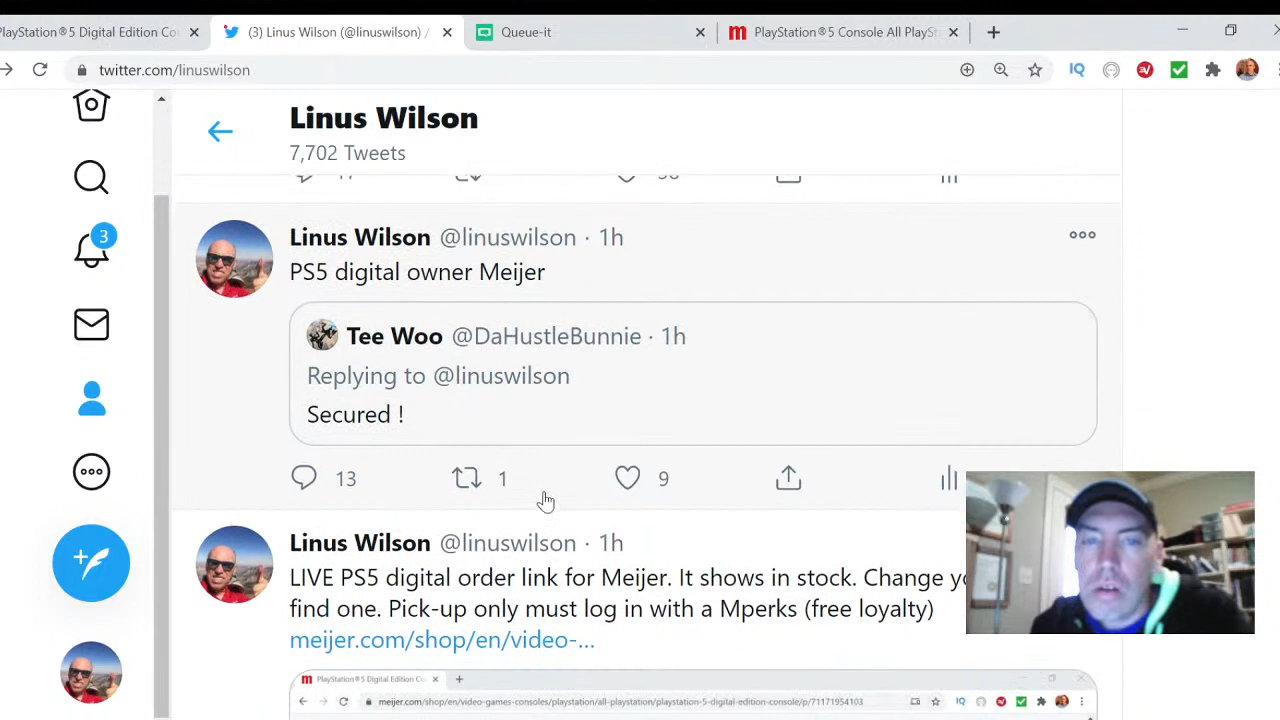 PlayStation®5 Digital Edition Co
(3) Linus Wilson (@linuswilson) /
Queue-it
PlayStation®5 Console All PlaySt
twitter.com/linuswilson
Linus Wilson
7,702 Tweets
3
Linus Wilson @linuswilson · 1h
PS5 digital owner Meijer
Tee Woo @DaHustleBunnie · 1h
Replying to @linuswilson
Secured !
13 1 9
Linus Wilson @linuswilson · 1h
LIVE PS5 digital order link for Meijer. It shows in stock. Change
find one. Pick-up only must log in with a Mperks (free loyalty)
meijer.com/shop/en/video-...
PlayStation®5 Digital Edition Co
meijer.com/shop/en/video-games-consoles/playstation/all-playstation/playstation-5-digital-edition-console/p/71171954103